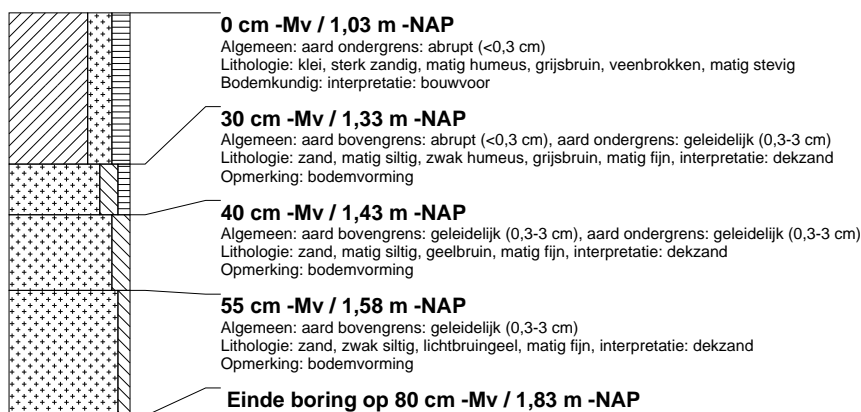 0 cm -Mv / 1,03 m -NAP
Algemeen: aard ondergrens: abrupt (<0,3 cm)
Lithologie: klei, sterk zandig, matig humeus, grijsbruin, veenbrokken, matig stevig
Bodemkundig: interpretatie: bouwvoor
30 cm -Mv / 1,33 m -NAP
Algemeen: aard bovengrens: abrupt (<0,3 cm), aard ondergrens: geleidelijk (0,3-3 cm)
Lithologie: zand, matig siltig, zwak humeus, grijsbruin, matig fijn, interpretatie: dekzand
Opmerking: bodemvorming
40 cm -Mv / 1,43 m -NAP
Algemeen: aard bovengrens: geleidelijk (0,3-3 cm), aard ondergrens: geleidelijk (0,3-3 cm)
Lithologie: zand, matig siltig, geelbruin, matig fijn, interpretatie: dekzand
Opmerking: bodemvorming
55 cm -Mv / 1,58 m -NAP
Algemeen: aard bovengrens: geleidelijk (0,3-3 cm)
Lithologie: zand, zwak siltig, lichtbruingeel, matig fijn, interpretatie: dekzand
Opmerking: bodemvorming
Einde boring op 80 cm -Mv / 1,83 m -NAP